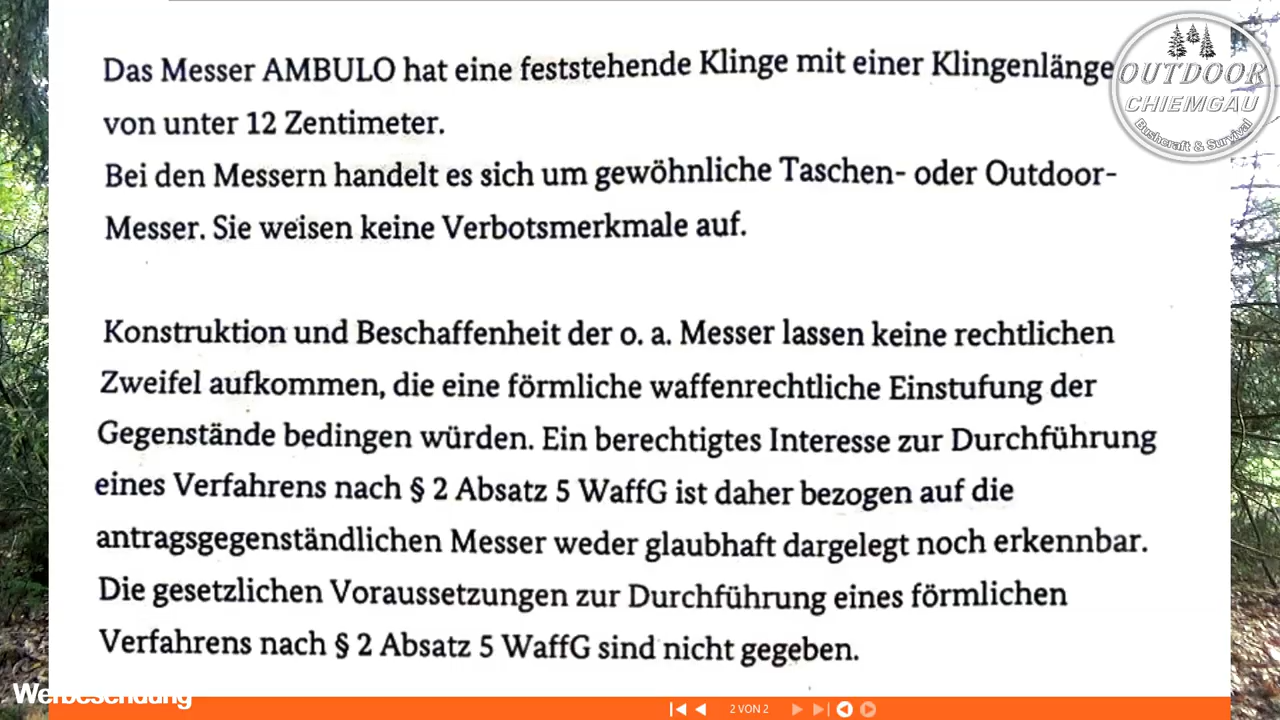 Das Messer AMBULO hat eine feststehende Klinge mit einer Klingenlänge
von unter 12 Zentimeter.
Bei den Messern handelt es sich um gewöhnliche Taschen- oder Outdoor-
Messer. Sie weisen keine Verbotsmerkmale auf.
Konstruktion und Beschaffenheit der o. a. Messer lassen keine rechtlichen
Zweifel aufkommen, die eine förmliche waffenrechtliche Einstufung der
Gegenstände bedingen würden. Ein berechtigtes Interesse zur Durchführung
eines Verfahrens nach § 2 Absatz 5 WaffG ist daher bezogen auf die
antragsgegenständlichen Messer weder glaubhaft dargelegt noch erkennbar.
Die gesetzlichen Voraussetzungen zur Durchführung eines förmlichen
Verfahrens nach § 2 Absatz 5 WaffG sind nicht gegeben.
OUTDOOR
CHIEMGAU
Bushcraft & Survival
Werbesendung
2 VON 2